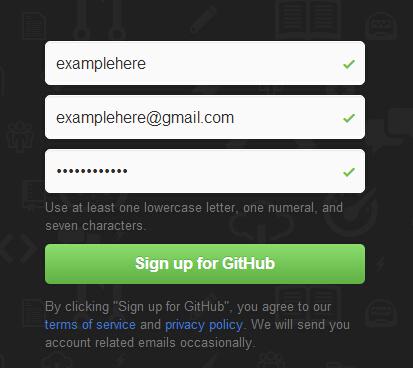 examplehere
examplehere@gmail.com
••••••••••••
Use at least one lowercase letter, one numeral, and
seven characters.
Sign up for GitHub
By clicking "Sign up for GitHub", you agree to our
terms of service and privacy policy. We will send you
account related emails occasionally.